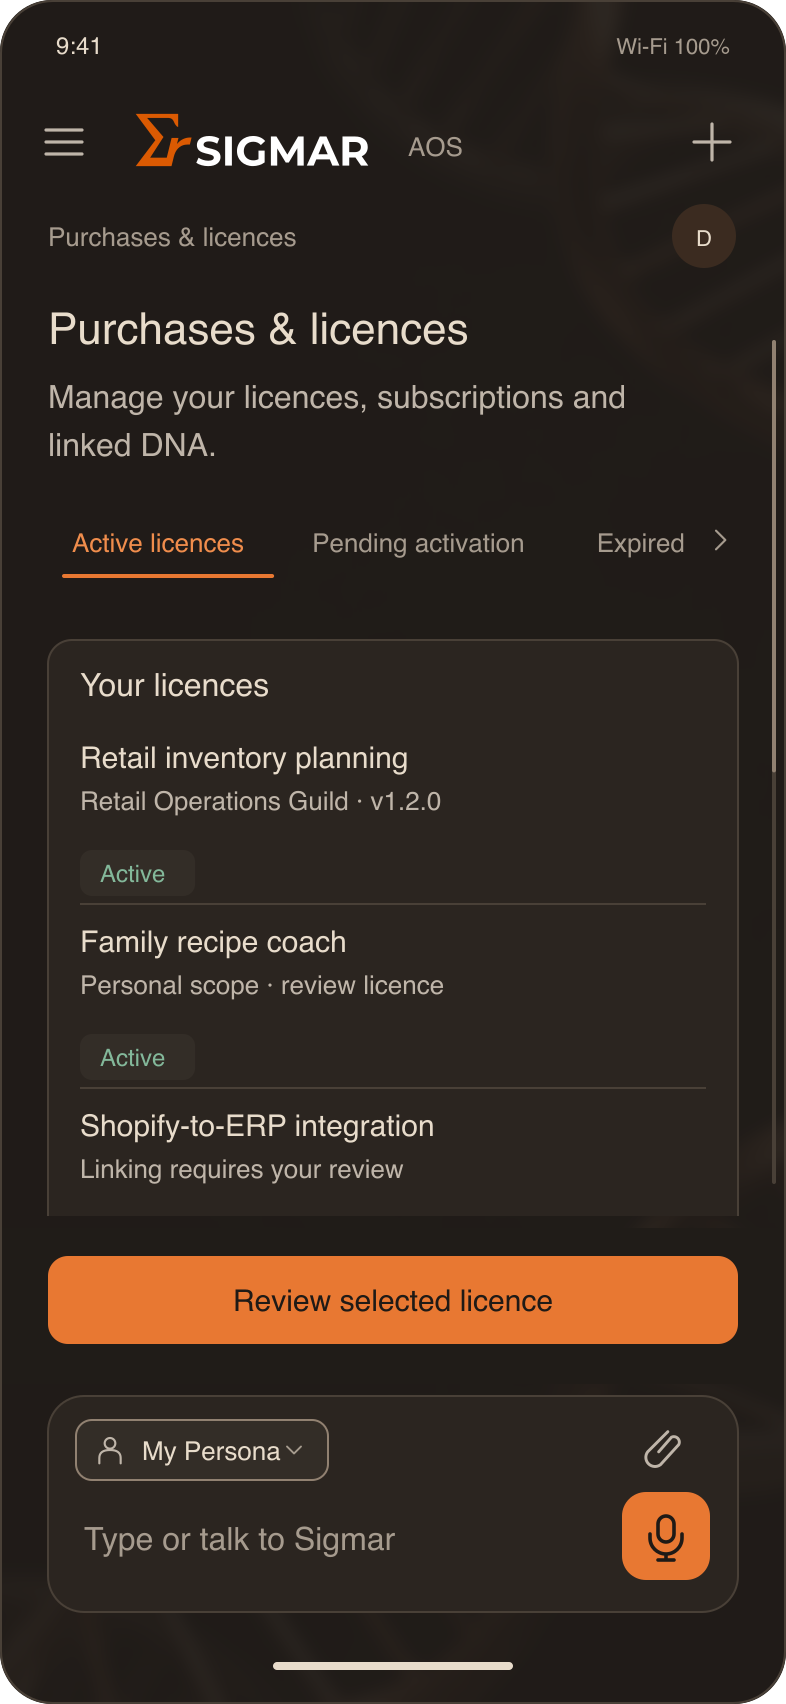 9:41
Wi-Fi 100%
Σr SIGMAR AOS
Purchases & licences
D
Purchases & licences
Manage your licences, subscriptions and
linked DNA.
Active licences
Pending activation
Expired
Your licences
Retail inventory planning
Retail Operations Guild · v1.2.0
Active
Family recipe coach
Personal scope · review licence
Active
Shopify-to-ERP integration
Linking requires your review
Review selected licence
My Persona
Type or talk to Sigmar